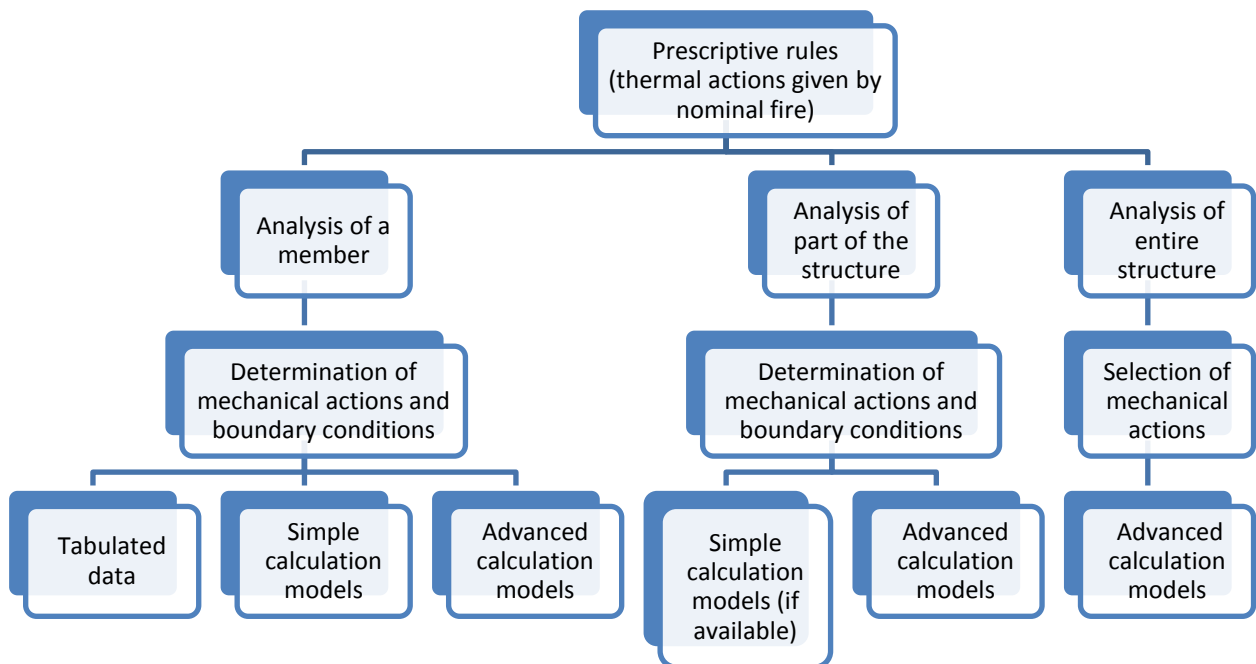 Prescriptive rules
(thermal actions given by
nominal fire)
Analysis of a
member
Analysis of
part of the
structure
Analysis of
entire
structure
Determination of
mechanical actions and
boundary conditions
Determination of
mechanical actions and
boundary conditions
Selection of
mechanical
actions
Tabulated
data
Simple
calculation
models
Advanced
calculation
models
Simple
calculation
models (if
available)
Advanced
calculation
models
Advanced
calculation
models